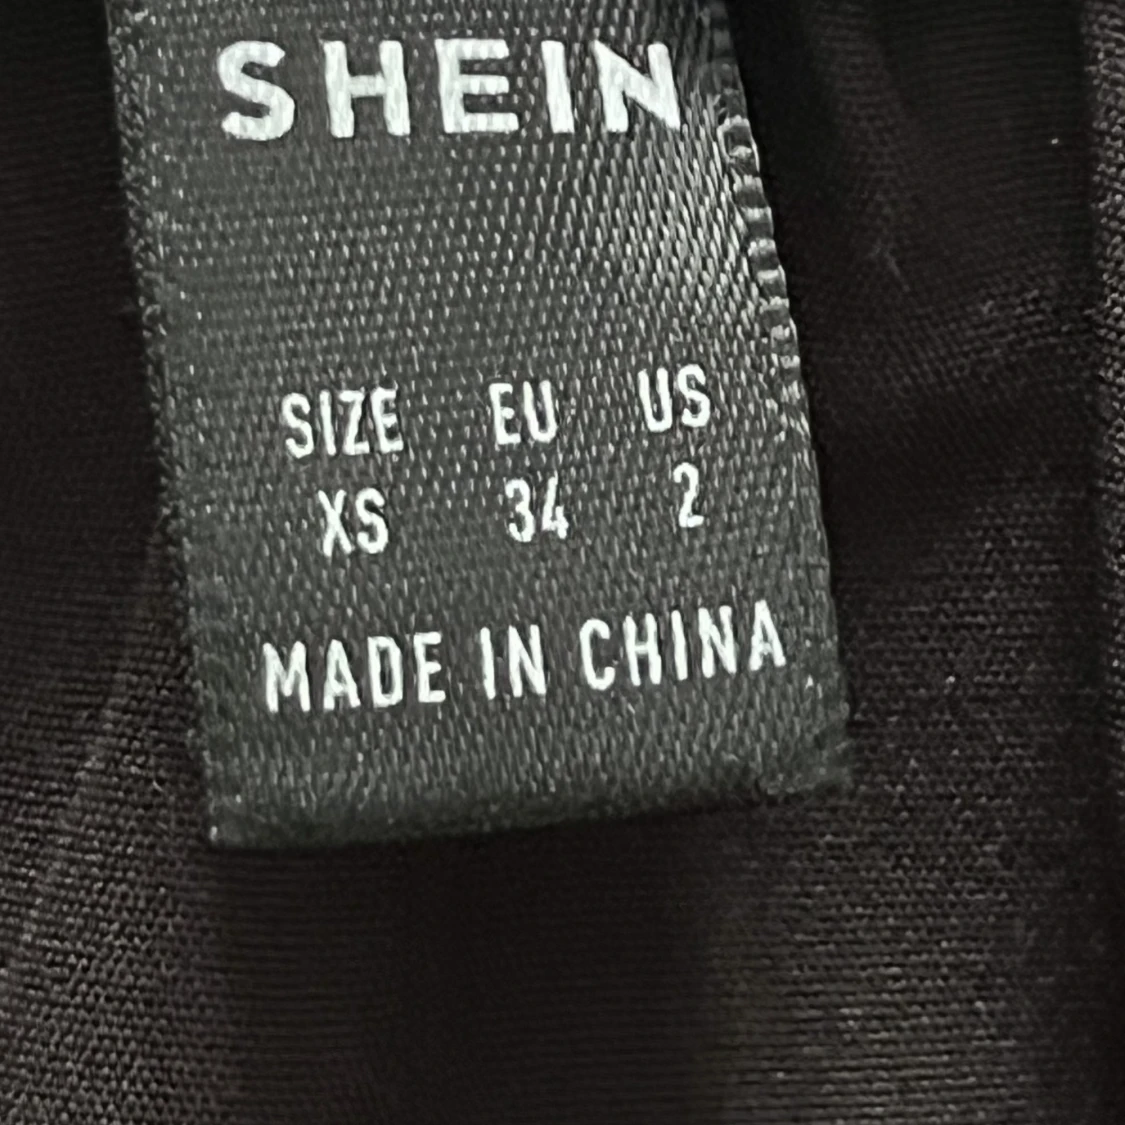 SHEIN
SIZE EU US
XS 34 2
MADE IN CHINA